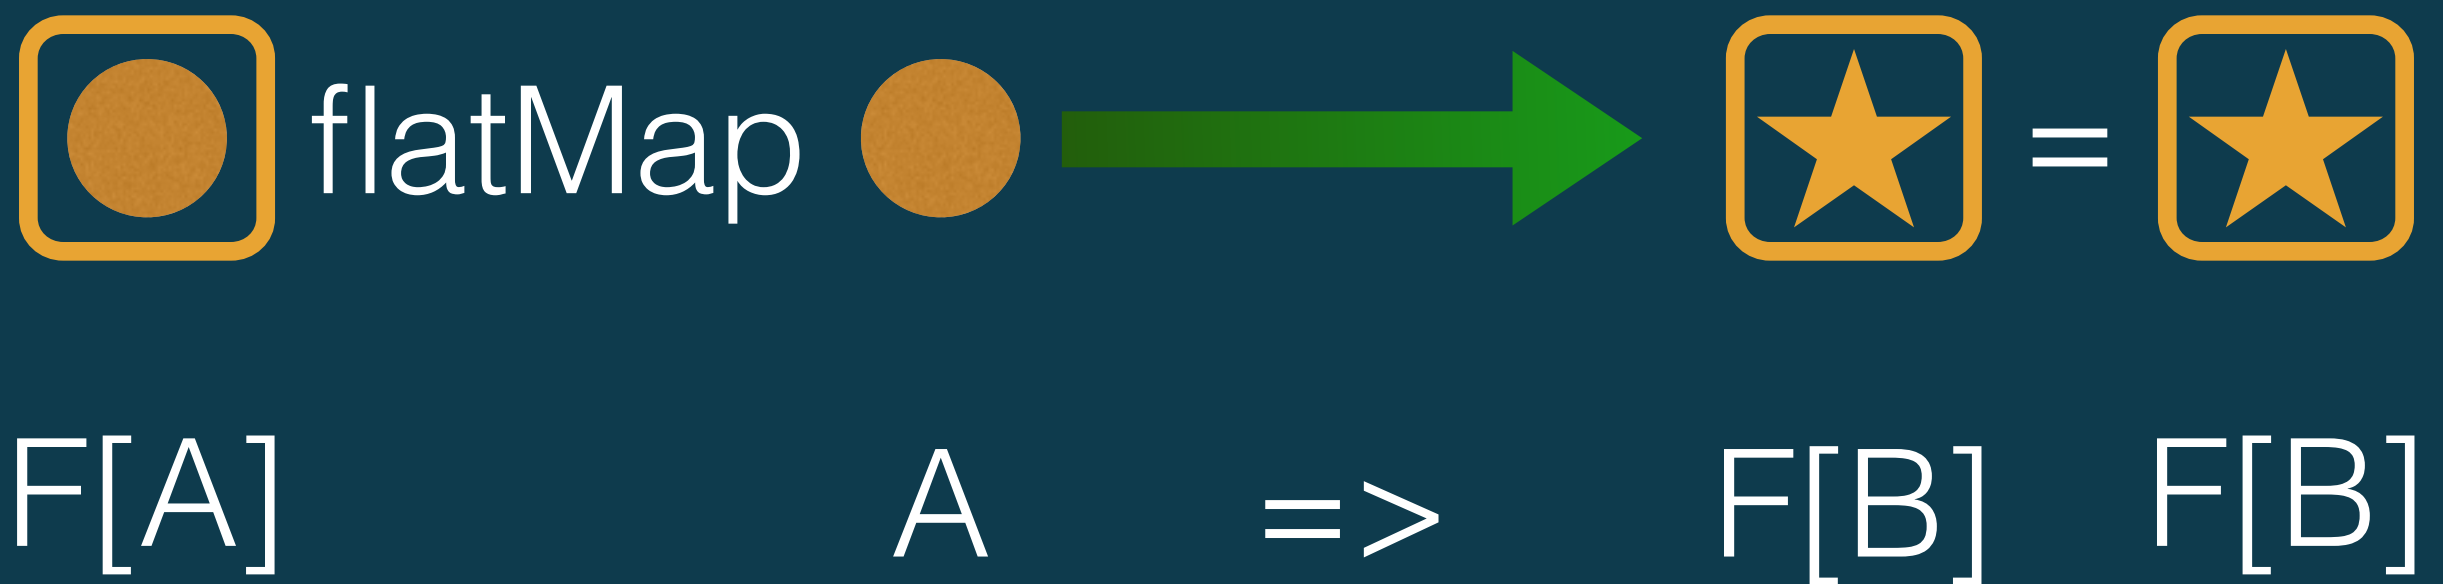 flatMap =
F[A] A => F[B] F[B]